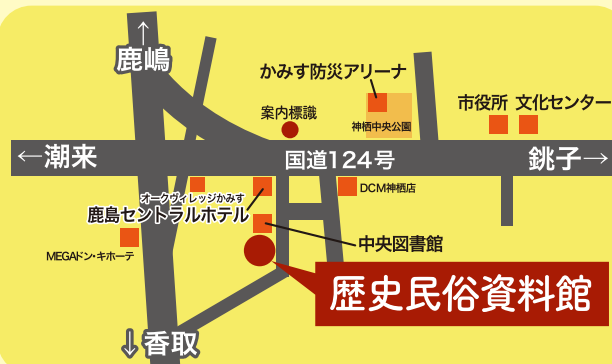 ↑
鹿嶋
かみす防災アリーナ
案内標識
市役所 文化センター
神栖中央公園
←潮来
国道124号
銚子→
オークヴィレッジかみす
DCM神栖店
鹿島セントラルホテル
MEGAドン・キホーテ
中央図書館
歴史民俗資料館
↓香取